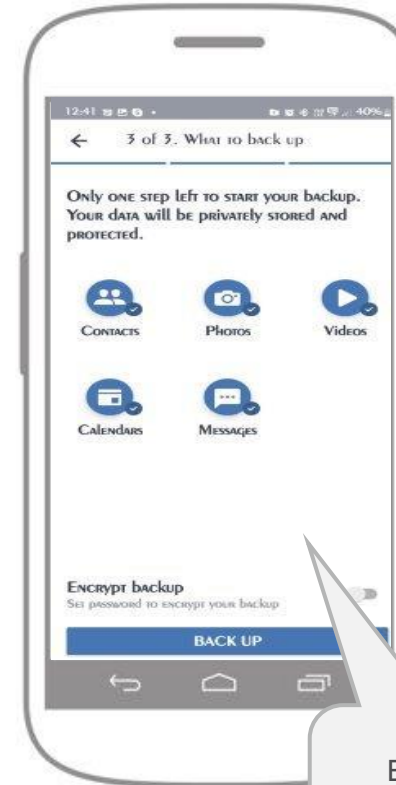 12:41 40%
← 3 of 3. What to back up
Only one step left to start your backup.
Your data will be privately stored and
protected.
Contacts Photos Videos
Calendars Messages
Encrypt backup
Set password to encrypt your backup
BACK UP
E